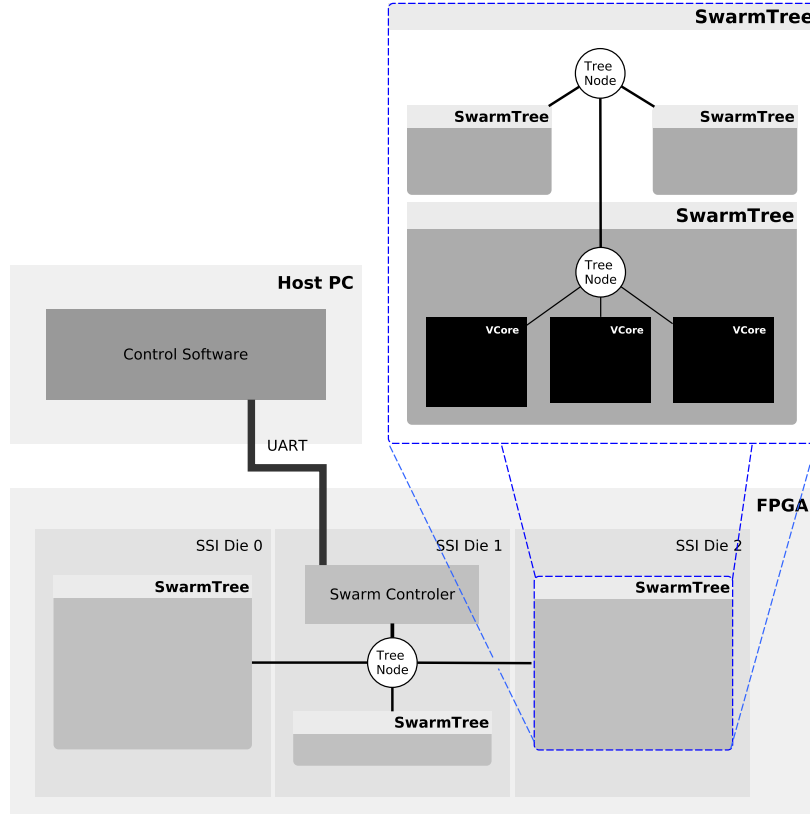 SwarmTree
Tree
Node
SwarmTree
SwarmTree
SwarmTree
Tree
Node
VCore
VCore
VCore
Host PC
Control Software
UART
FPGA
SSI Die 0
SSI Die 1
SSI Die 2
SwarmTree
Swarm Controler
SwarmTree
Tree
Node
SwarmTree